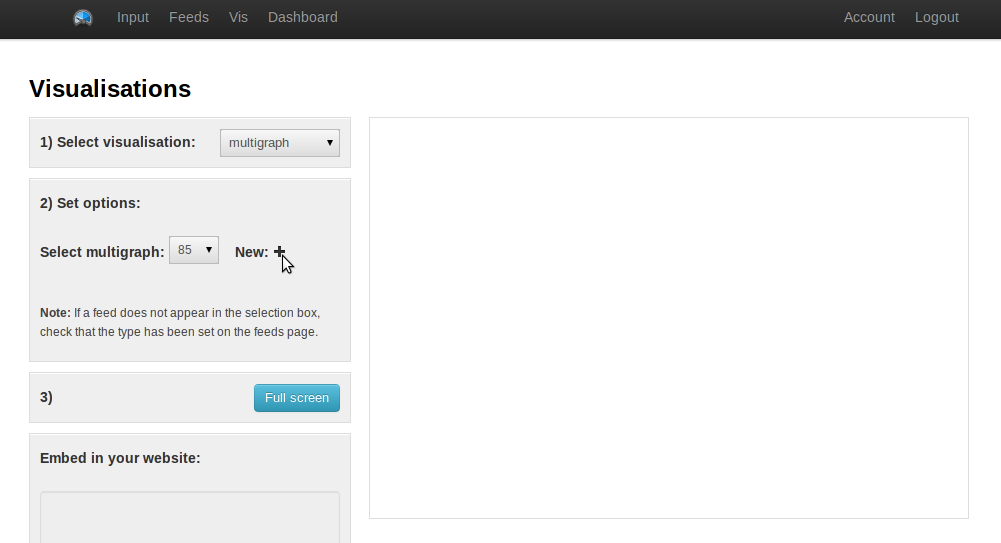 Input Feeds Vis Dashboard Account Logout
Visualisations
1) Select visualisation: multigraph
2) Set options:
Select multigraph: 85 New:
Note: If a feed does not appear in the selection box,
check that the type has been set on the feeds page.
3) Full screen
Embed in your website: